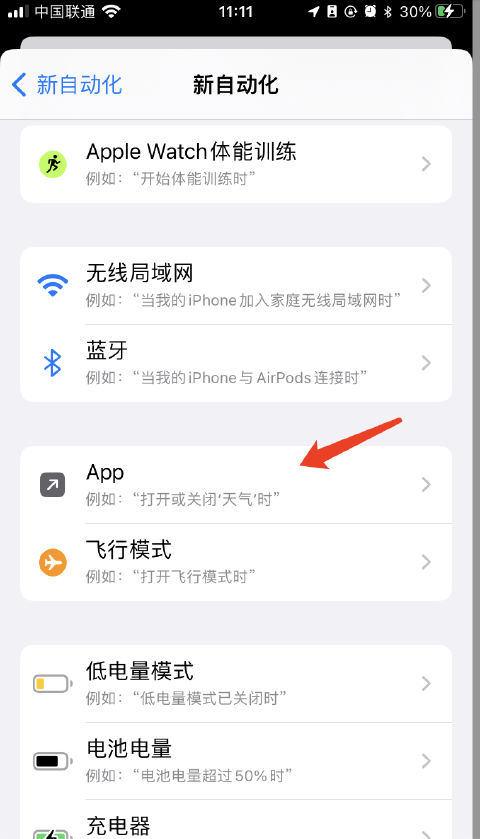 中国联通
11:11
30%
新自动化
新自动化
Apple Watch体能训练
例如：“开始体能训练时”
无线局域网
例如：“当我的iPhone加入家庭无线局域网时”
蓝牙
例如：“当我的iPhone与AirPods连接时”
App
例如：“打开或关闭‘天气’时”
飞行模式
例如：“打开飞行模式时”
低电量模式
例如：“低电量模式已关闭时”
电池电量
例如：“电池电量超过50%时”
充电器